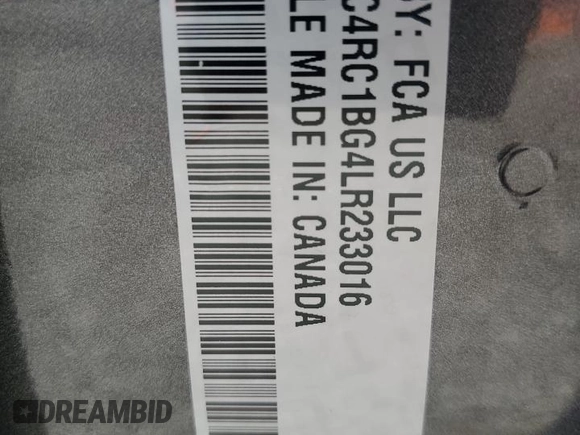 BY: FCA US LLC
C4RC1BG4LR233016
LE MADE IN: CANADA
DREAMBID